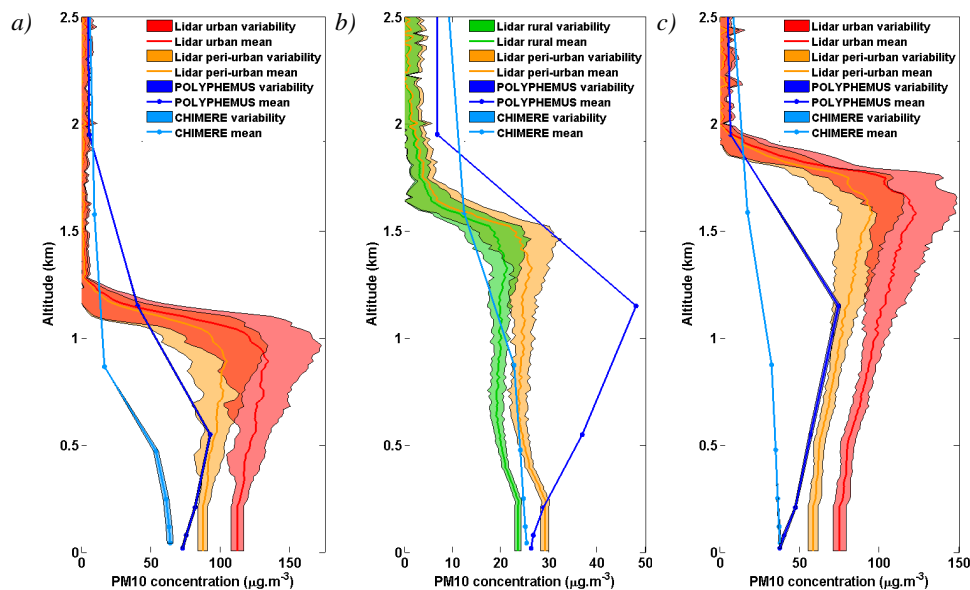 a)
2.5
2
1.5
1
0.5
0
Altitude (km)
0 50 100 150
PM10 concentration (µg.m-3)
Lidar urban variability
Lidar urban mean
Lidar peri-urban variability
Lidar peri-urban mean
POLYPHEMUS variability
POLYPHEMUS mean
CHIMERE variability
CHIMERE mean
b)
2.5
2
1.5
1
0.5
0
Altitude (km)
0 10 20 30 40 50
PM10 concentration (µg.m-3)
Lidar rural variability
Lidar rural mean
Lidar peri-urban variability
Lidar peri-urban mean
POLYPHEMUS variability
POLYPHEMUS mean
CHIMERE variability
CHIMERE mean
c)
2.5
2
1.5
1
0.5
0
Altitude (km)
0 50 100 150
PM10 concentration (µg.m-3)
Lidar urban variability
Lidar urban mean
Lidar peri-urban variability
Lidar peri-urban mean
POLYPHEMUS variability
POLYPHEMUS mean
CHIMERE variability
CHIMERE mean